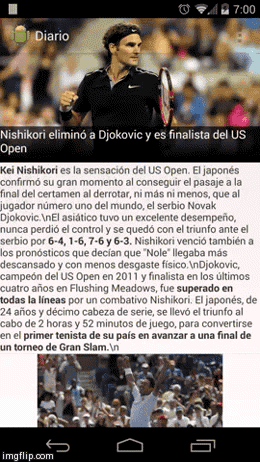 7:00
Diario
Nishikori eliminó a Djokovic y es finalista del US
Open
Kei Nishikori es la sensación del US Open. El japonés
confirmó su gran momento al conseguir el pasaje a la
final del certamen al derrotar, ni más ni menos, que al
jugador número uno del mundo, el serbio Novak
Djokovic.\nEl asiático tuvo un excelente desempeño,
nunca perdió el control y se quedó con el triunfo ante el
serbio por 6-4, 1-6, 7-6 y 6-3. Nishikori venció también a
los pronósticos que decían que "Nole" llegaba más
descansado y con menos desgaste físico.\nDjokovic,
campeón del US Open en 2011 y finalista en los últimos
cuatro años en Flushing Meadows, fue superado en
todas la líneas por un combativo Nishikori. El japonés, de
24 años y décimo cabeza de serie, se llevó el triunfo al
cabo de 2 horas y 52 minutos de juego, para convertirse
en el primer tenista de su país en avanzar a una final de
un torneo de Gran Slam.\n
imgflip.com